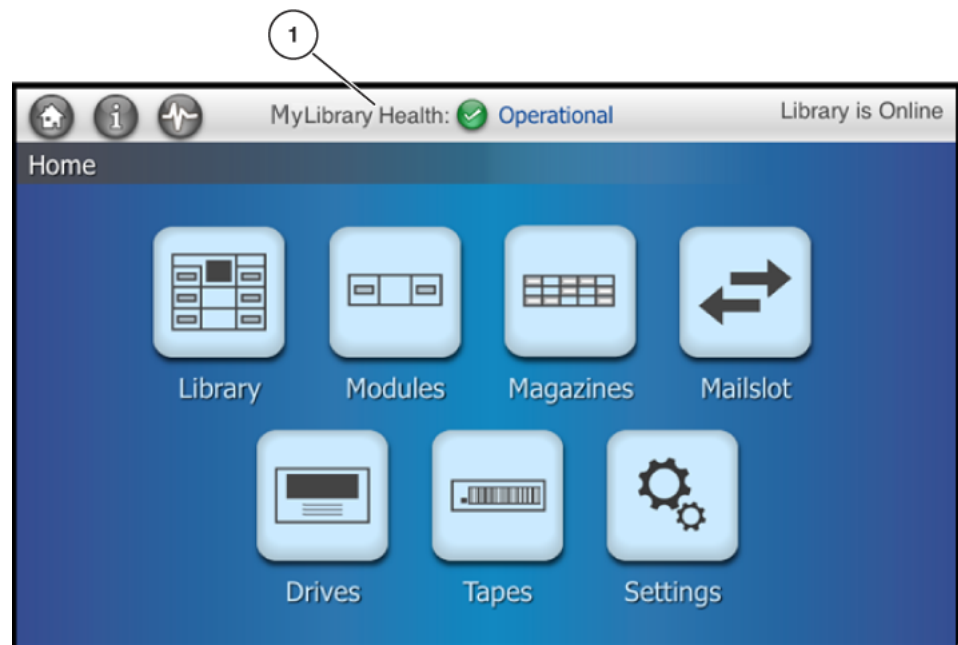 1
MyLibrary Health: Operational
Library is Online
Home
Library Modules Magazines Mailslot
Drives Tapes Settings